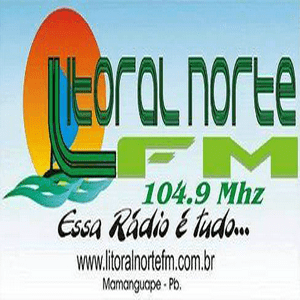 Litoral norte
FM
104.9 Mhz
Essa Rádio é tudo...
www.litoralnortefm.com.br
Mamanguape - Pb.